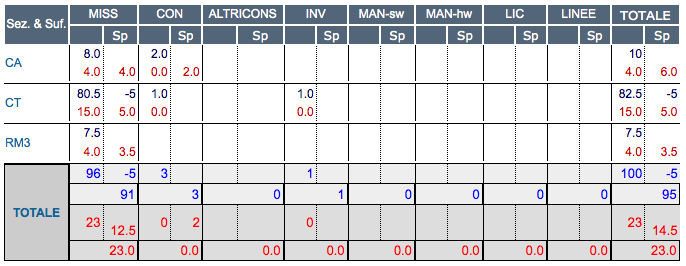 Sez. & Suf. MISS CON ALTRICONS INV MAN-sw MAN-hw LIC LINEE TOTALE
Sp Sp Sp Sp Sp Sp Sp Sp Sp
CA 8.0 2.0 10
4.0 4.0 0.0 2.0 4.0 6.0
CT 80.5 -5 1.0 1.0 82.5 -5
15.0 5.0 0.0 0.0 15.0 5.0
RM3 7.5 7.5
4.0 3.5 4.0 3.5
TOTALE 96 -5 3 1 100 -5
91 3 0 1 0 0 0 0 95
23 12.5 0 2 0 23 14.5
23.0 0.0 0.0 0.0 0.0 0.0 0.0 0.0 23.0